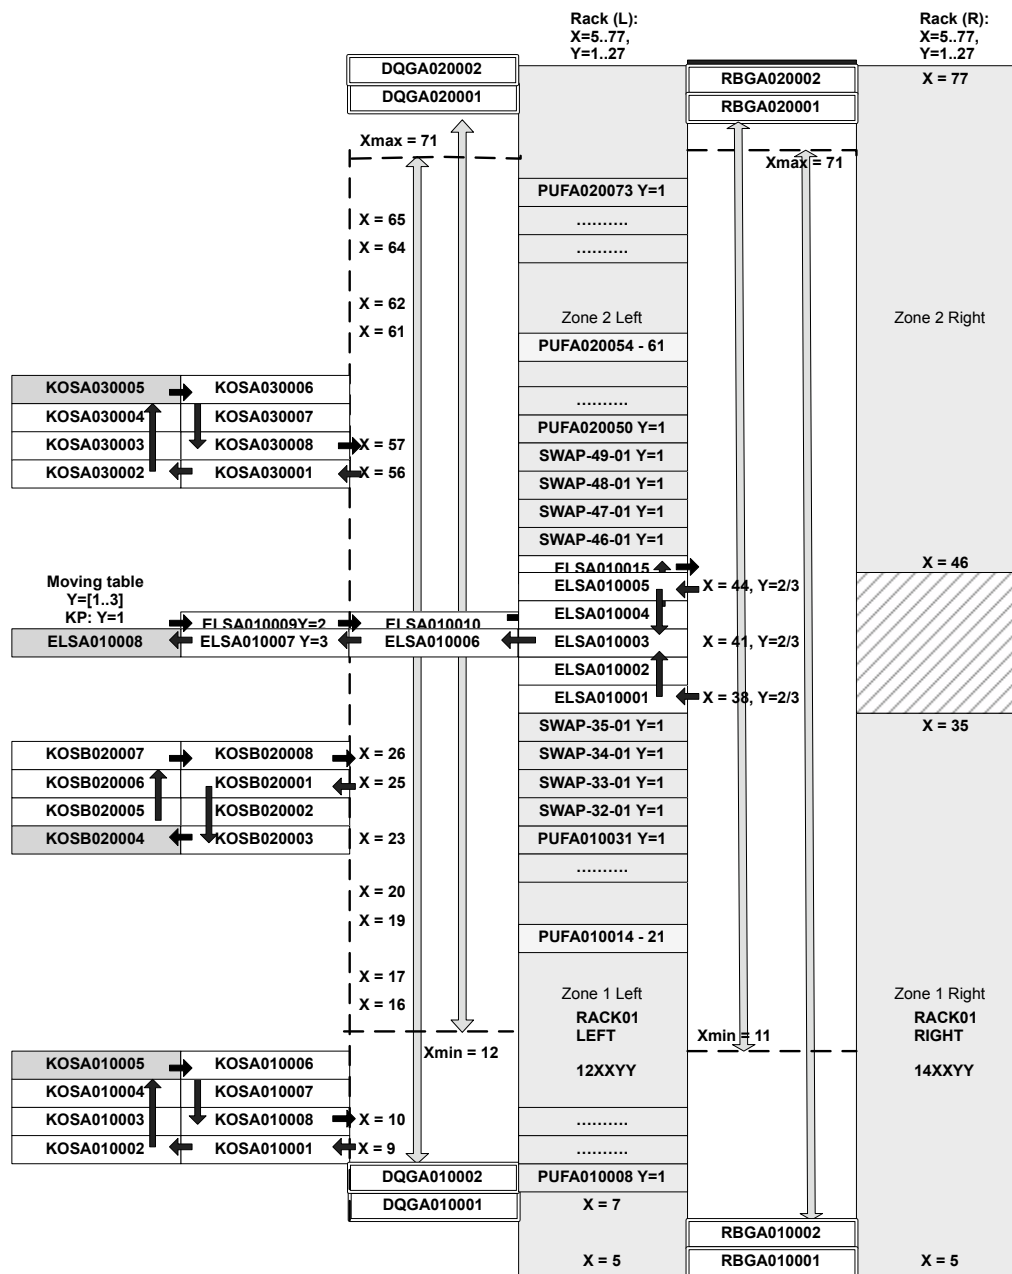 Rack (L):
X=5..77,
Y=1..27
Rack (R):
X=5..77,
Y=1..27
DQGA020002
RBGA020002
X = 77
DQGA020001
RBGA020001
Xmax = 71
Xmax = 71
PUFA020073 Y=1
X = 65
..........
X = 64
..........
X = 62
Zone 2 Left
Zone 2 Right
X = 61
PUFA020054 - 61
KOSA030005
KOSA030006
..........
KOSA030004
KOSA030007
PUFA020050 Y=1
KOSA030003
KOSA030008
X = 57
SWAP-49-01 Y=1
KOSA030002
KOSA030001
X = 56
SWAP-48-01 Y=1
SWAP-47-01 Y=1
SWAP-46-01 Y=1
ELSA010015
X = 46
Moving table
Y=[1..3]
KP: Y=1
ELSA010005
X = 44, Y=2/3
ELSA010004
ELSA010009Y=2
ELSA010010
ELSA010008
ELSA010007 Y=3
ELSA010006
ELSA010003
X = 41, Y=2/3
ELSA010002
ELSA010001
X = 38, Y=2/3
SWAP-35-01 Y=1
X = 35
KOSB020007
KOSB020008
X = 26
SWAP-34-01 Y=1
KOSB020006
KOSB020001
X = 25
SWAP-33-01 Y=1
KOSB020005
KOSB020002
SWAP-32-01 Y=1
KOSB020004
KOSB020003
X = 23
PUFA010031 Y=1
..........
X = 20
X = 19
PUFA010014 - 21
X = 17
X = 16
Zone 1 Left
Zone 1 Right
RACK01
LEFT
RACK01
RIGHT
Xmin = 11
Xmin = 12
12XXYY
14XXYY
KOSA010005
KOSA010006
KOSA010004
KOSA010007
KOSA010003
KOSA010008
X = 10
..........
KOSA010002
KOSA010001
X = 9
..........
DQGA010002
PUFA010008 Y=1
DQGA010001
X = 7
RBGA010002
X = 5
RBGA010001
X = 5